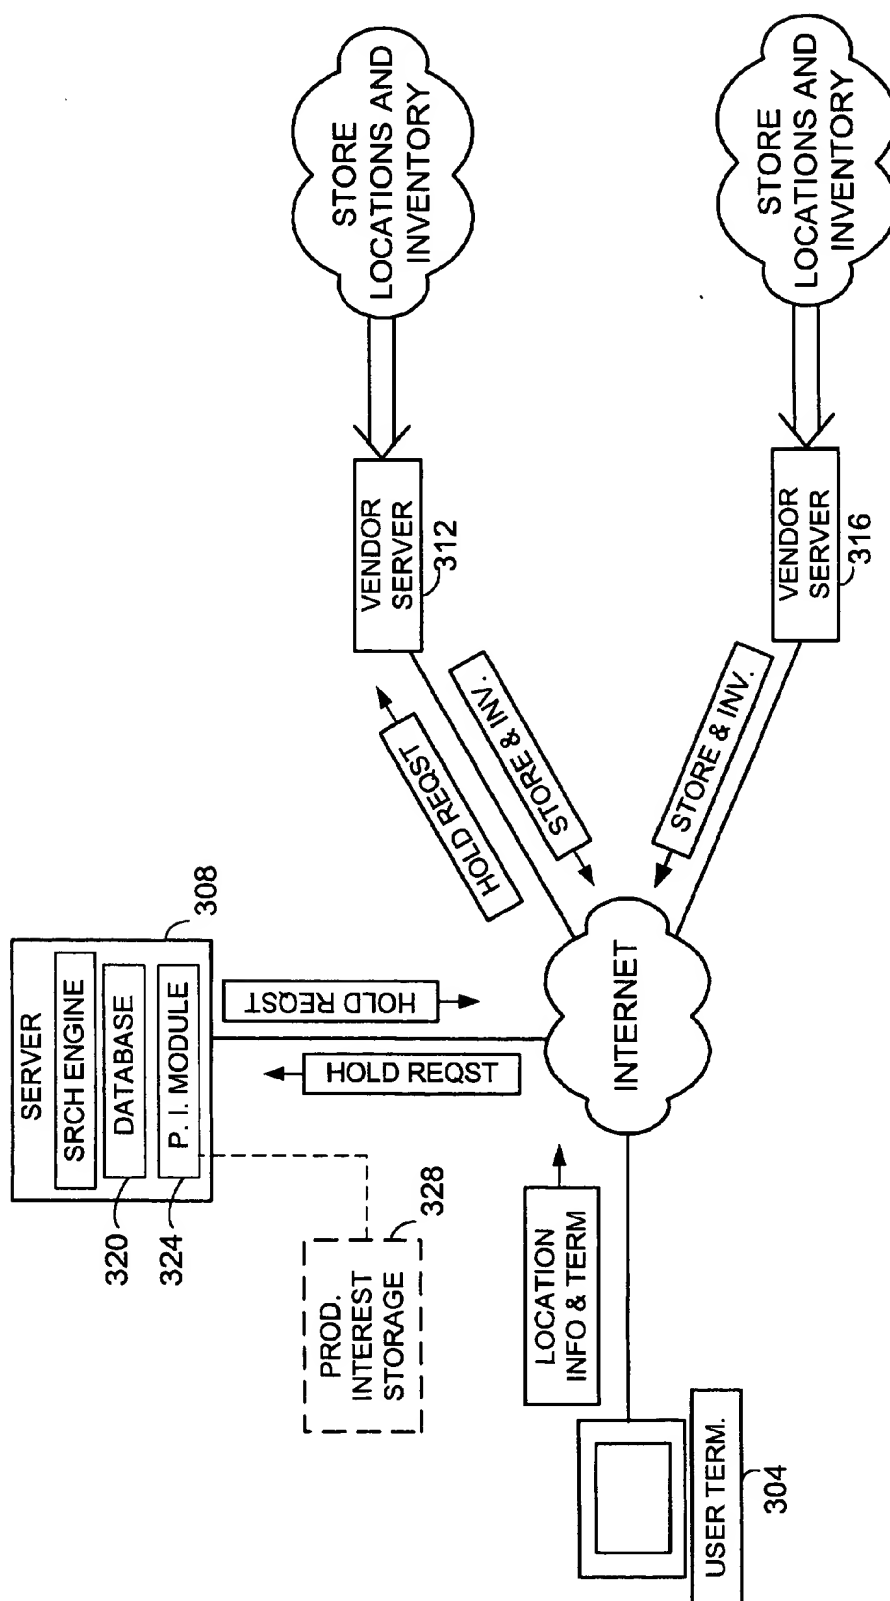 SERVER
308
SRCH ENGINE
DATABASE
P. I. MODULE
320
324
PROD.
INTEREST
STORAGE
328
HOLD REQST
HOLD REQST
LOCATION
INFO & TERM
USER TERM.
304
INTERNET
HOLD REQST
STORE & INV.
STORE & INV.
VENDOR
SERVER
312
VENDOR
SERVER
316
STORE
LOCATIONS AND
INVENTORY
STORE
LOCATIONS AND
INVENTORY